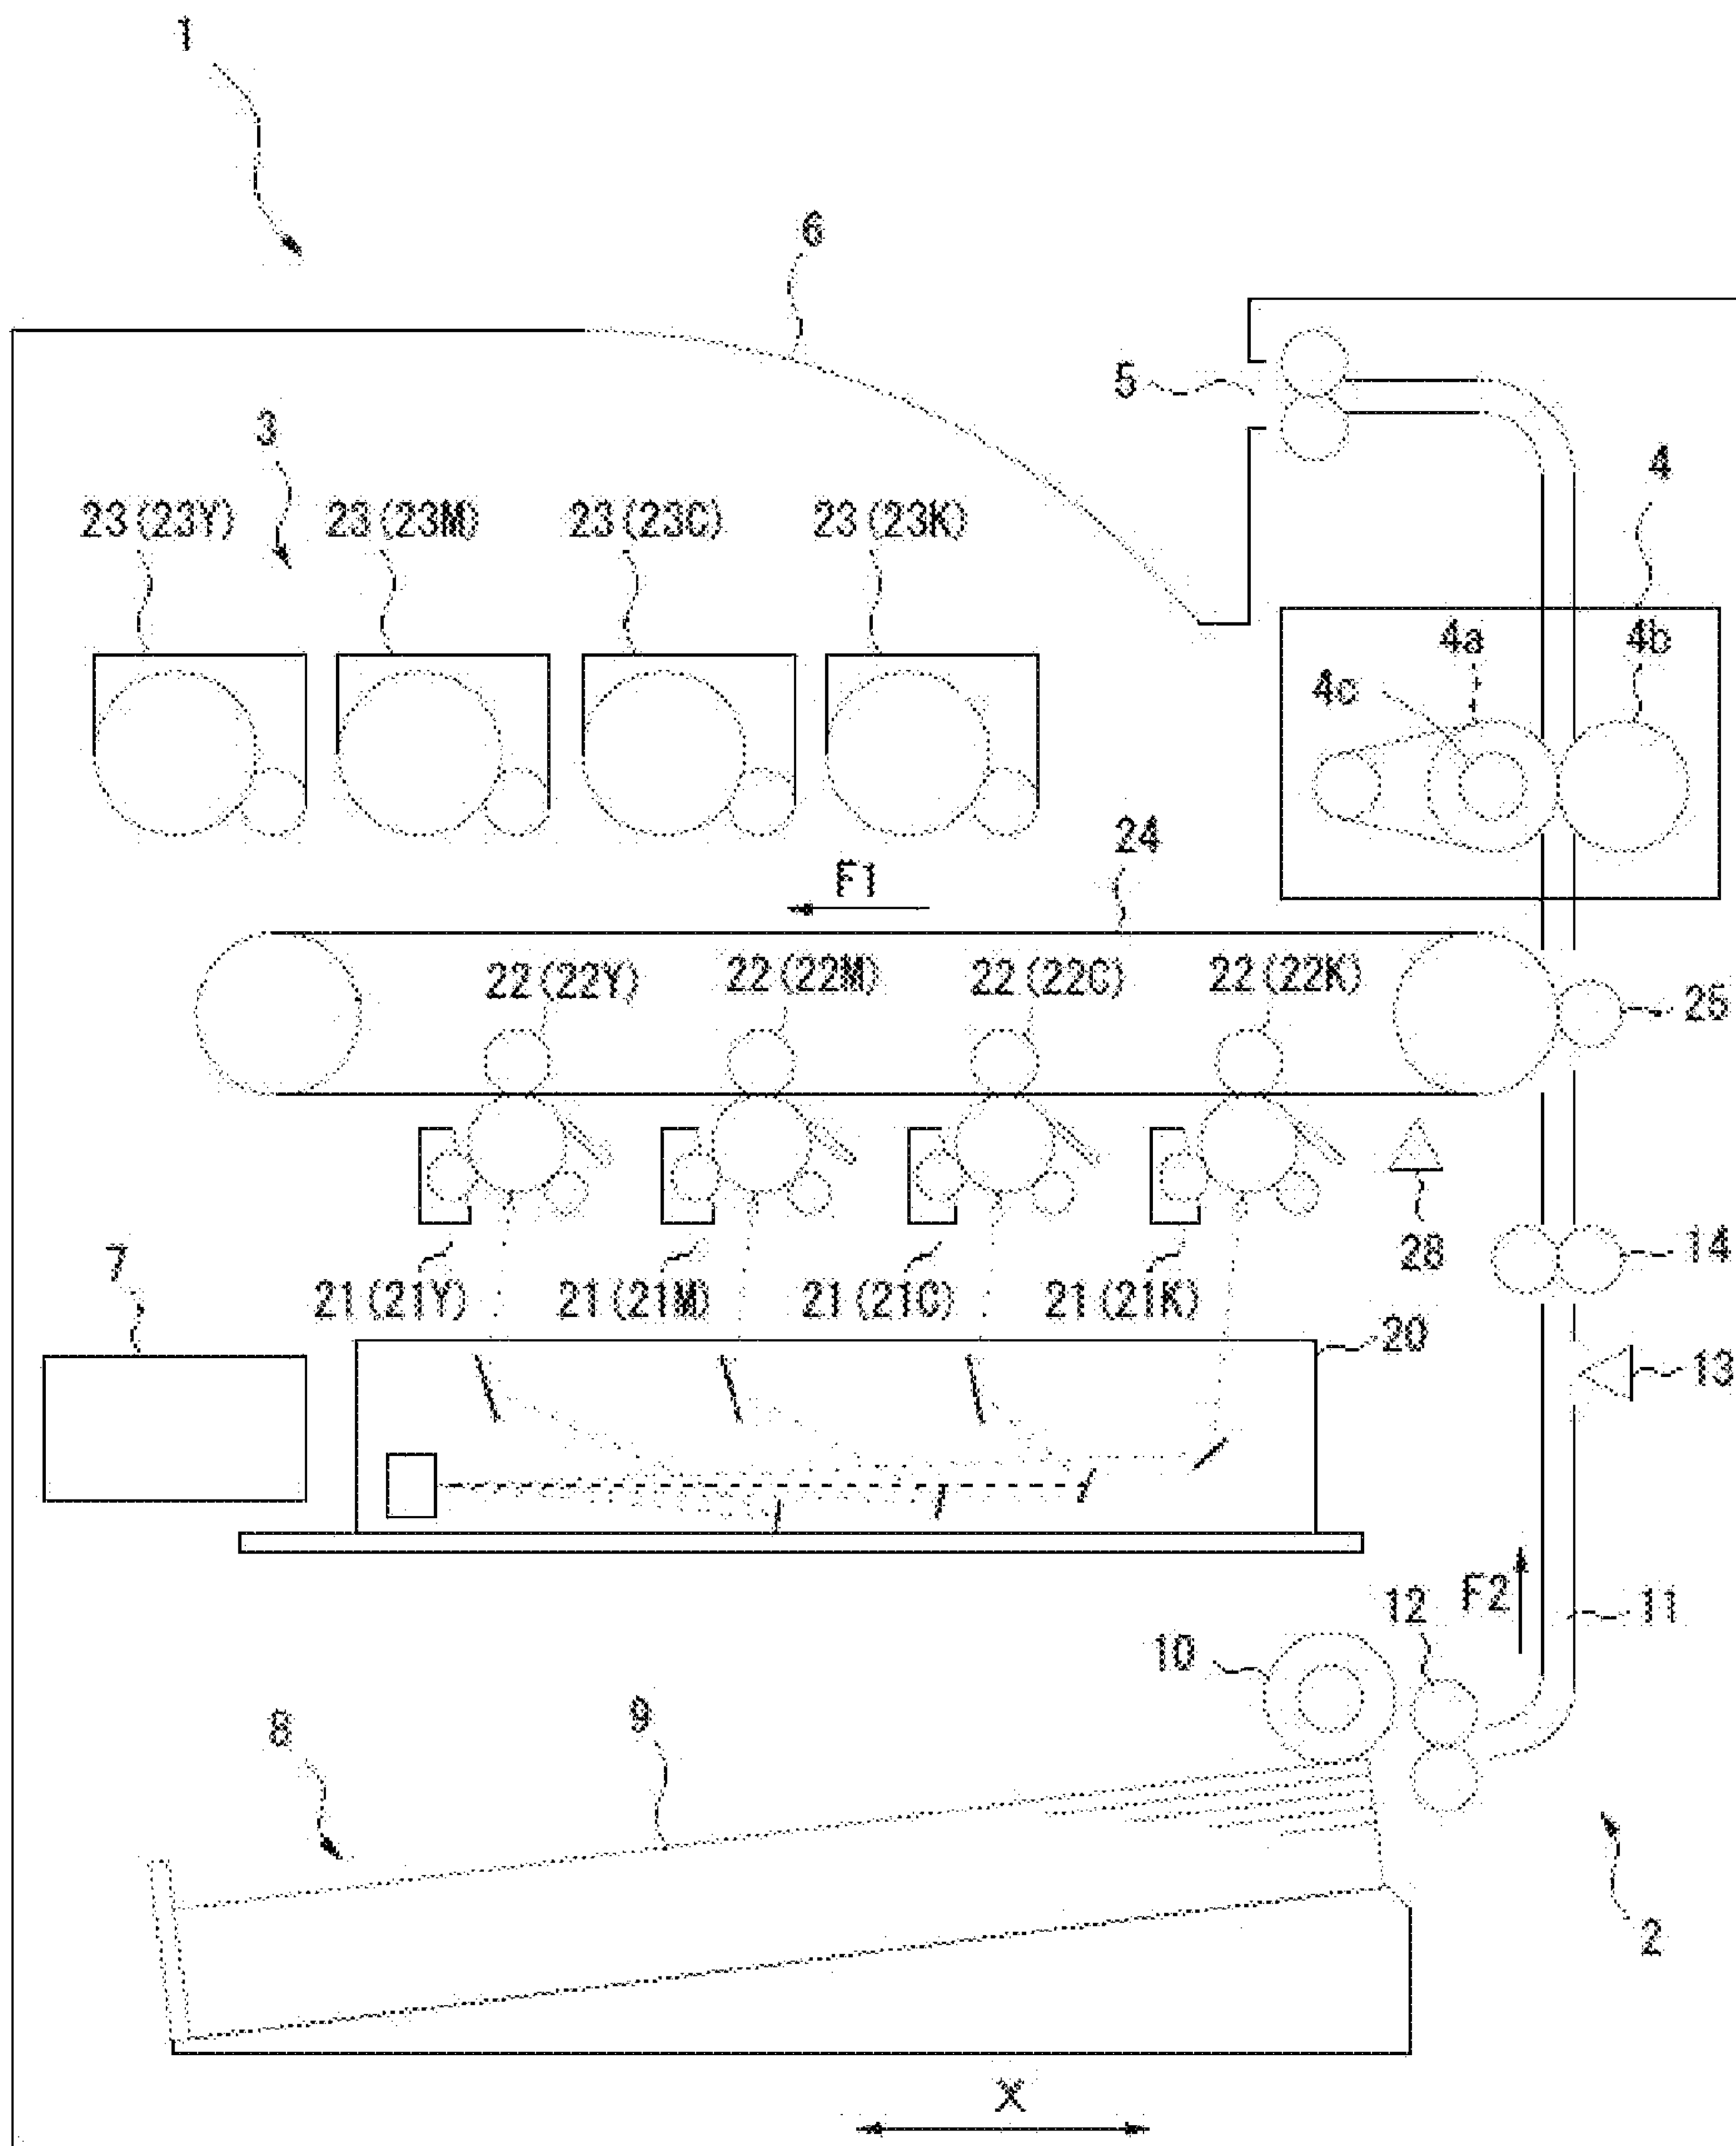 1
6
5
3
4
23(23Y) 23(23M) 23(23C) 23(23K)
4a 4b
4c
24
F1
22(22Y) 22(22M) 22(22C) 22(22K)
25
7
28
14
21(21Y) 21(21M) 21(21C) 21(21K)
20
13
F2
12
11
10
8
9
2
X